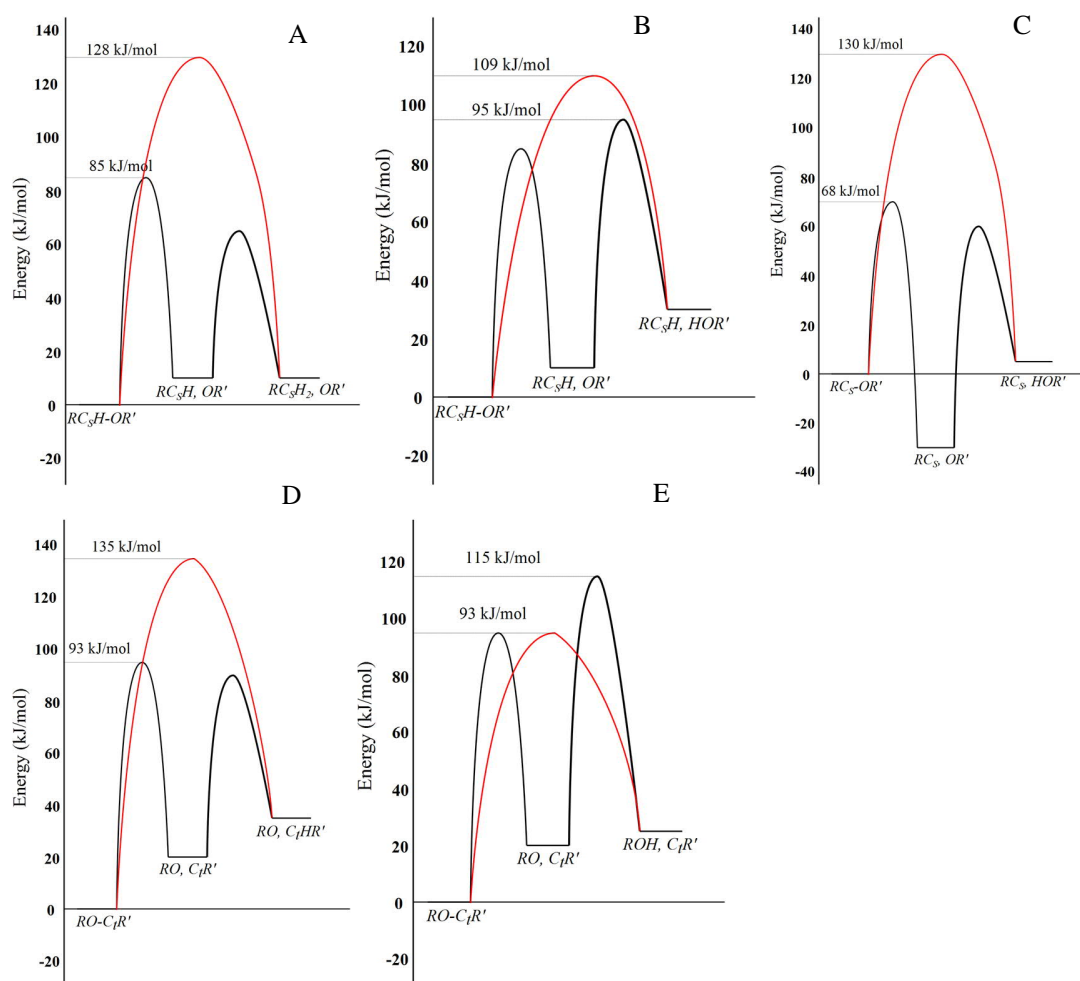 A
Energy (kJ/mol)
140
120
100
80
60
40
20
0
-20
128 kJ/mol
85 kJ/mol
RCₛH-OR'
RCₛH, OR'
RCₛH₂, OR'
B
Energy (kJ/mol)
120
100
80
60
40
20
0
-20
109 kJ/mol
95 kJ/mol
RCₛH-OR'
RCₛH, OR'
RCₛH, HOR'
C
Energy (kJ/mol)
140
120
100
80
60
40
20
0
-20
-40
130 kJ/mol
68 kJ/mol
RCₛ-OR'
RCₛ, OR'
RCₛ, HOR'
D
Energy (kJ/mol)
140
120
100
80
60
40
20
0
-20
135 kJ/mol
93 kJ/mol
RO-CₜR'
RO, CₜR'
RO, CₜHR'
E
Energy (kJ/mol)
120
100
80
60
40
20
0
-20
115 kJ/mol
93 kJ/mol
RO-CₜR'
RO, CₜR'
ROH, CₜR'